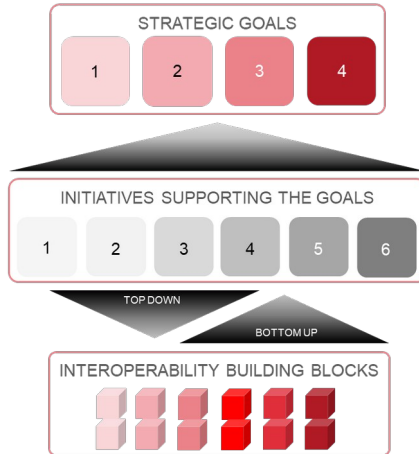 STRATEGIC GOALS
1 2 3 4
INITIATIVES SUPPORTING THE GOALS
1 2 3 4 5 6
TOP DOWN
BOTTOM UP
INTEROPERABILITY BUILDING BLOCKS